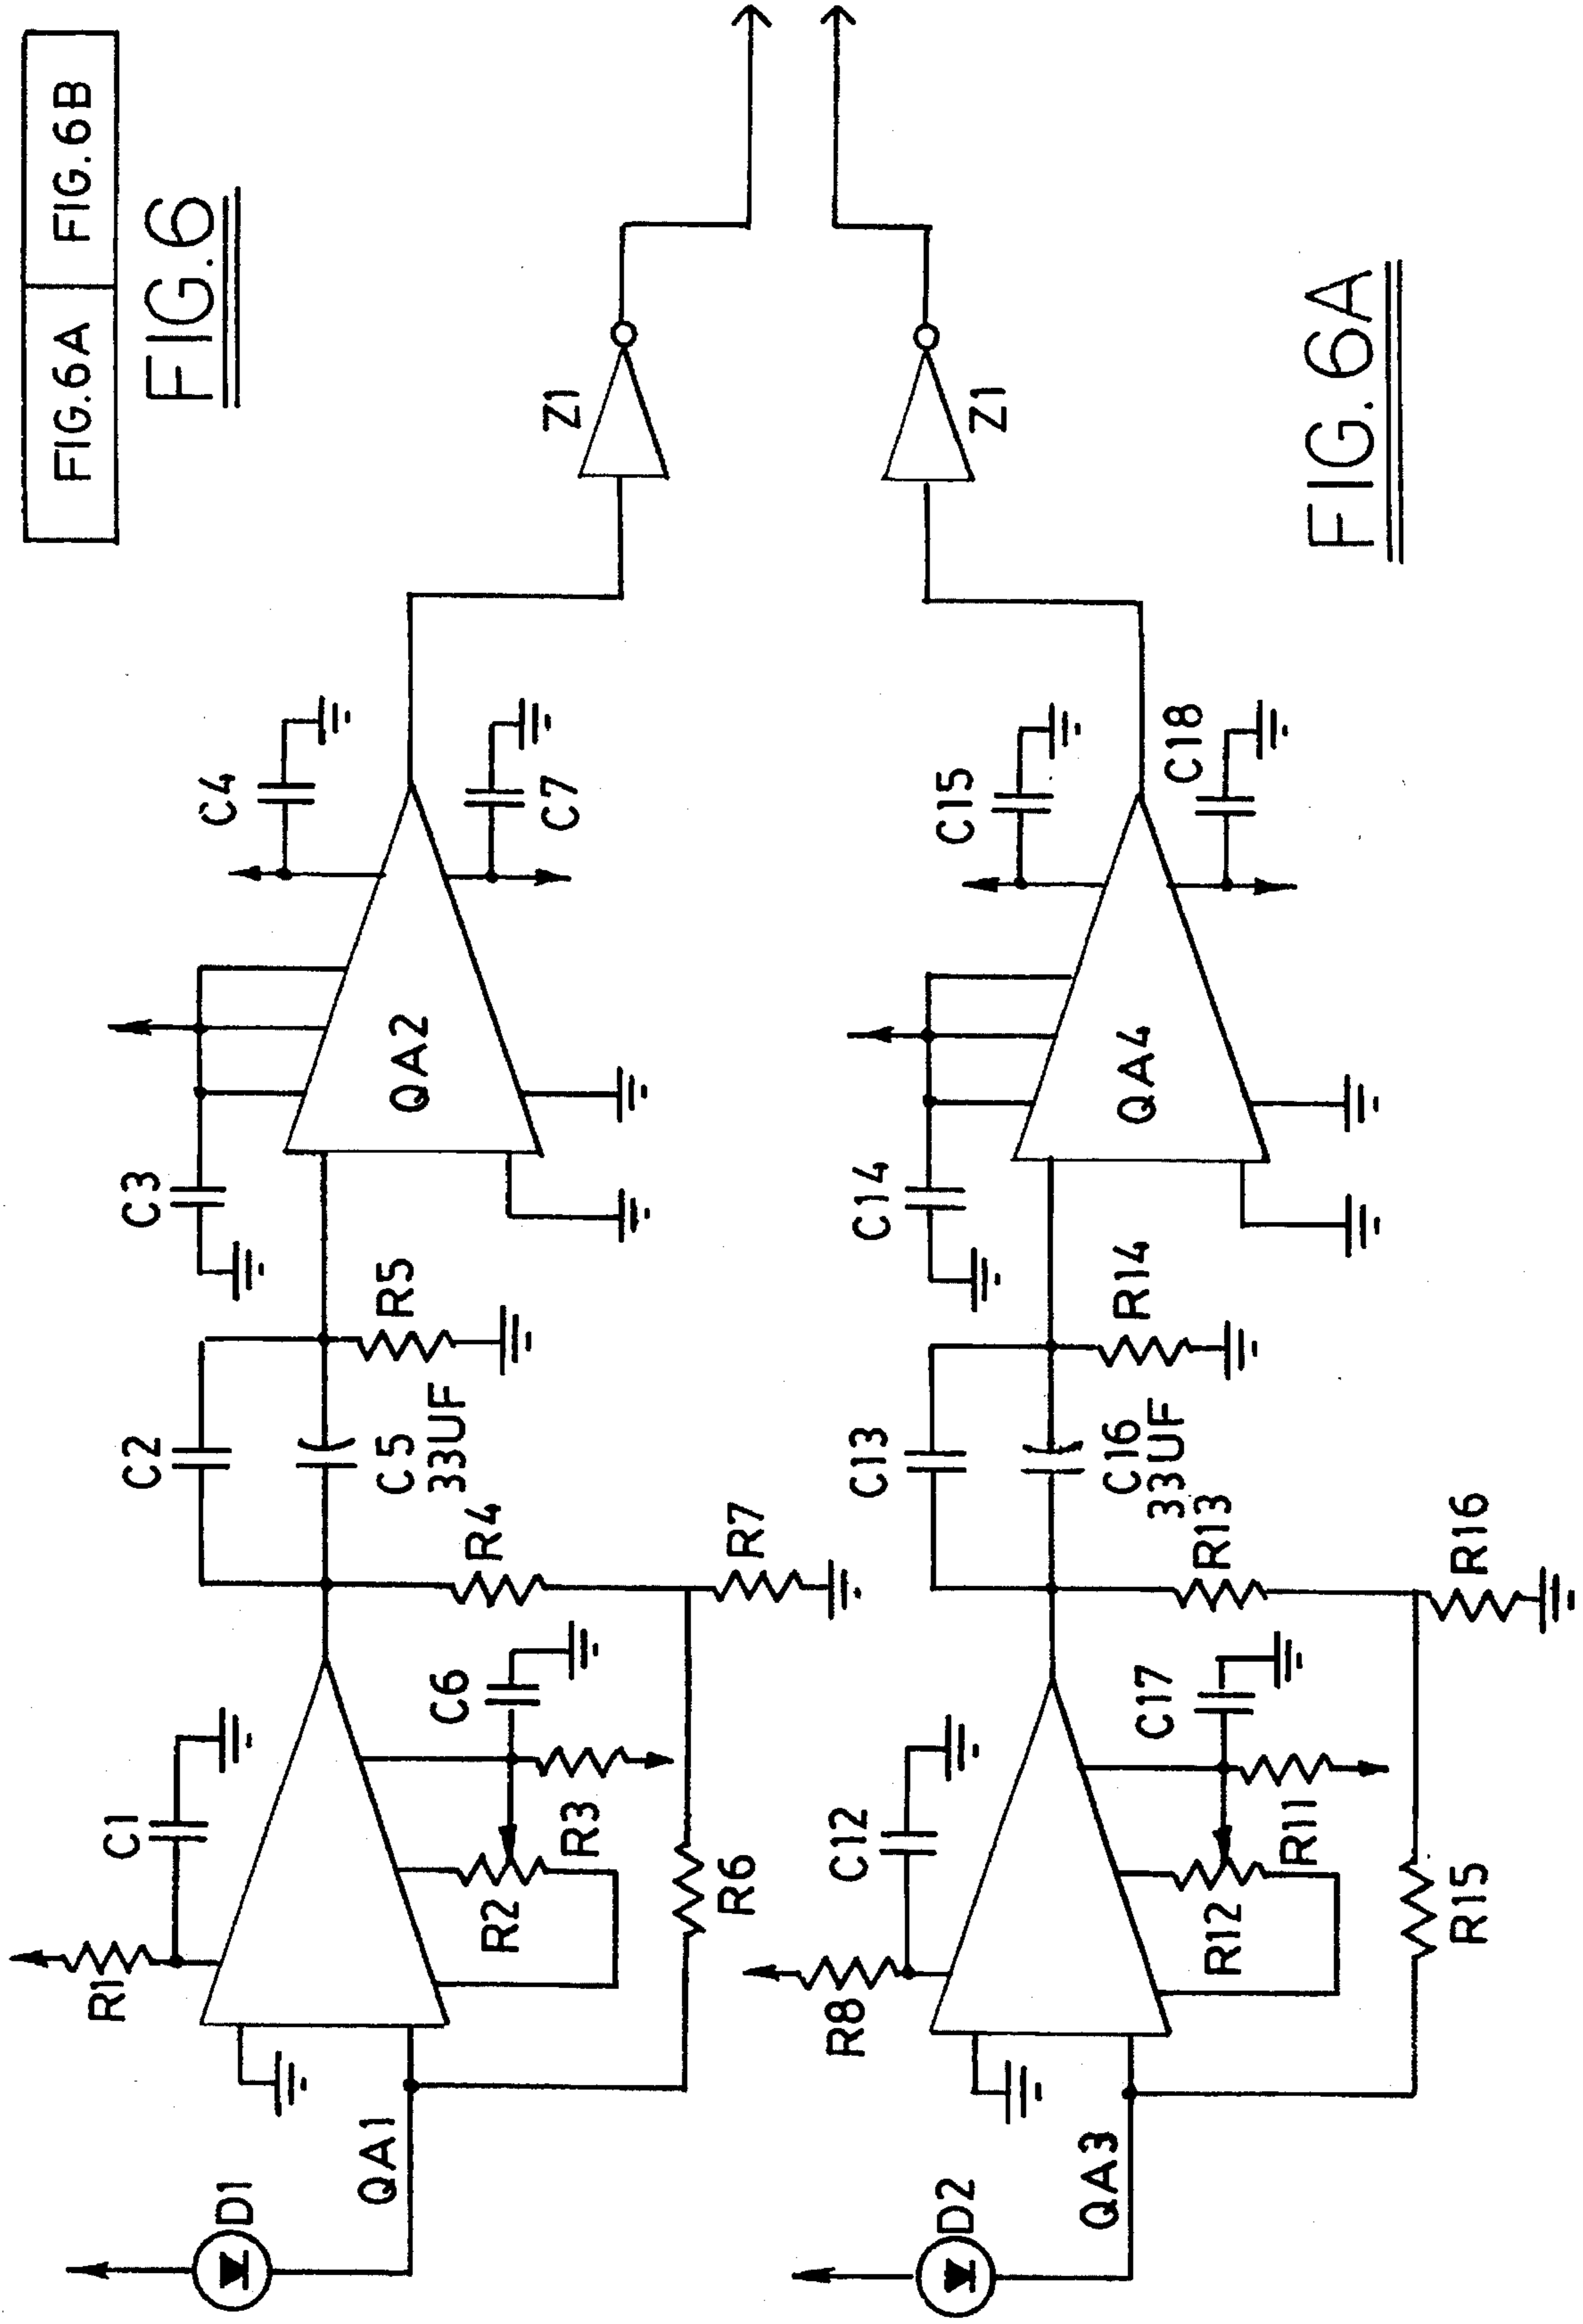 FIG.6A FIG.6B
FIG.6
R1
C1
C2
C3
C4
D1
QA1
R2
R3
C6
R4
C5
33UF
R5
QA2
C7
Z1
R6
R7
R8
C12
C13
C14
C15
D2
QA3
R12
R11
C17
R13
C16
33UF
R14
QA4
C18
Z1
R15
R16
FIG.6A